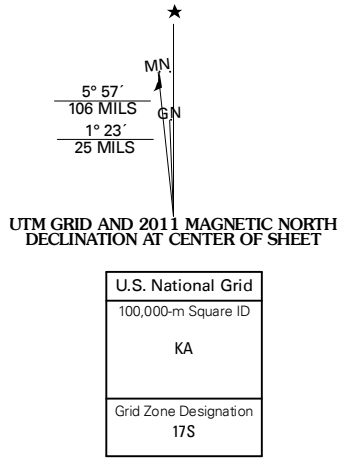 MN
5° 57´
106 MILS
GN
1° 23´
25 MILS
UTM GRID AND 2011 MAGNETIC NORTH
DECLINATION AT CENTER OF SHEET
U.S. National Grid
100,000-m Square ID
KA
Grid Zone Designation
17S